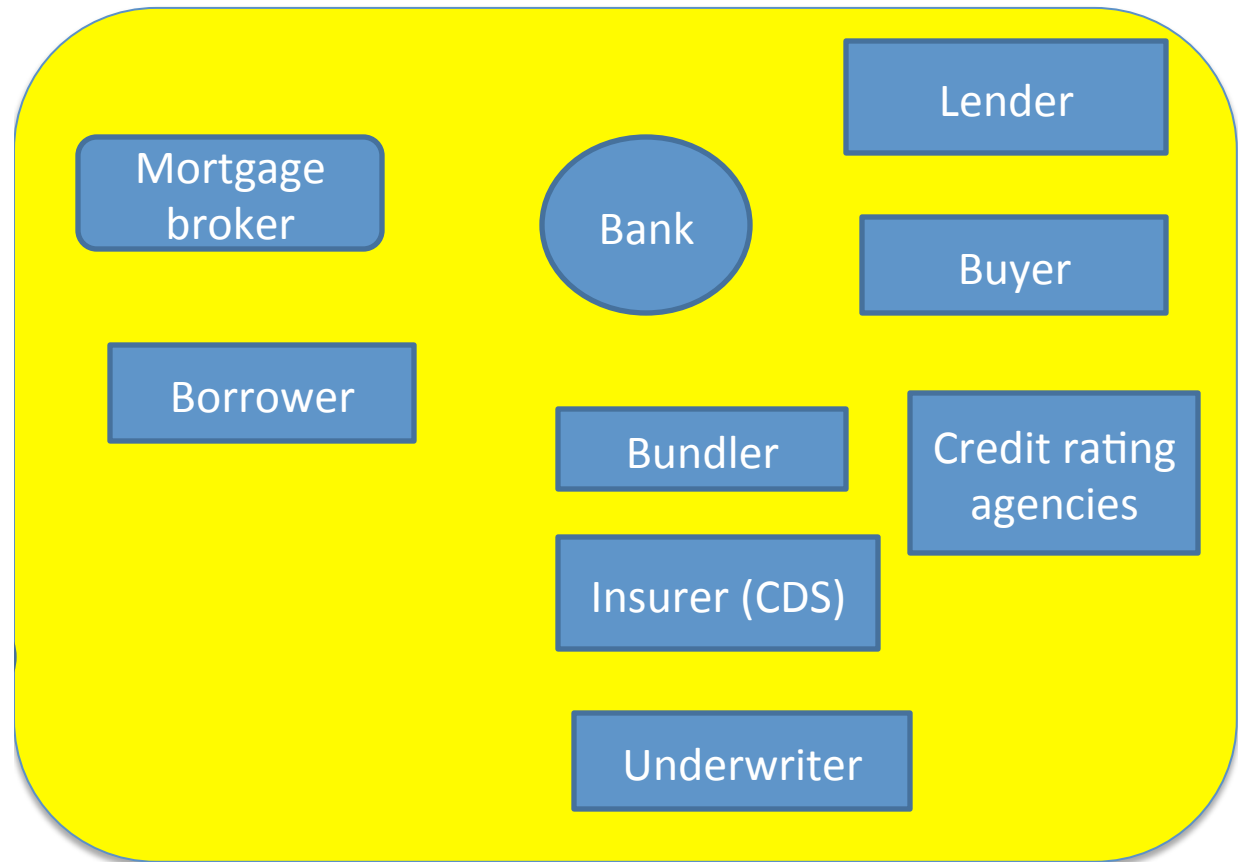 Lender
Mortgage
broker
Bank
Buyer
Borrower
Bundler
Credit rating
agencies
Insurer (CDS)
Underwriter